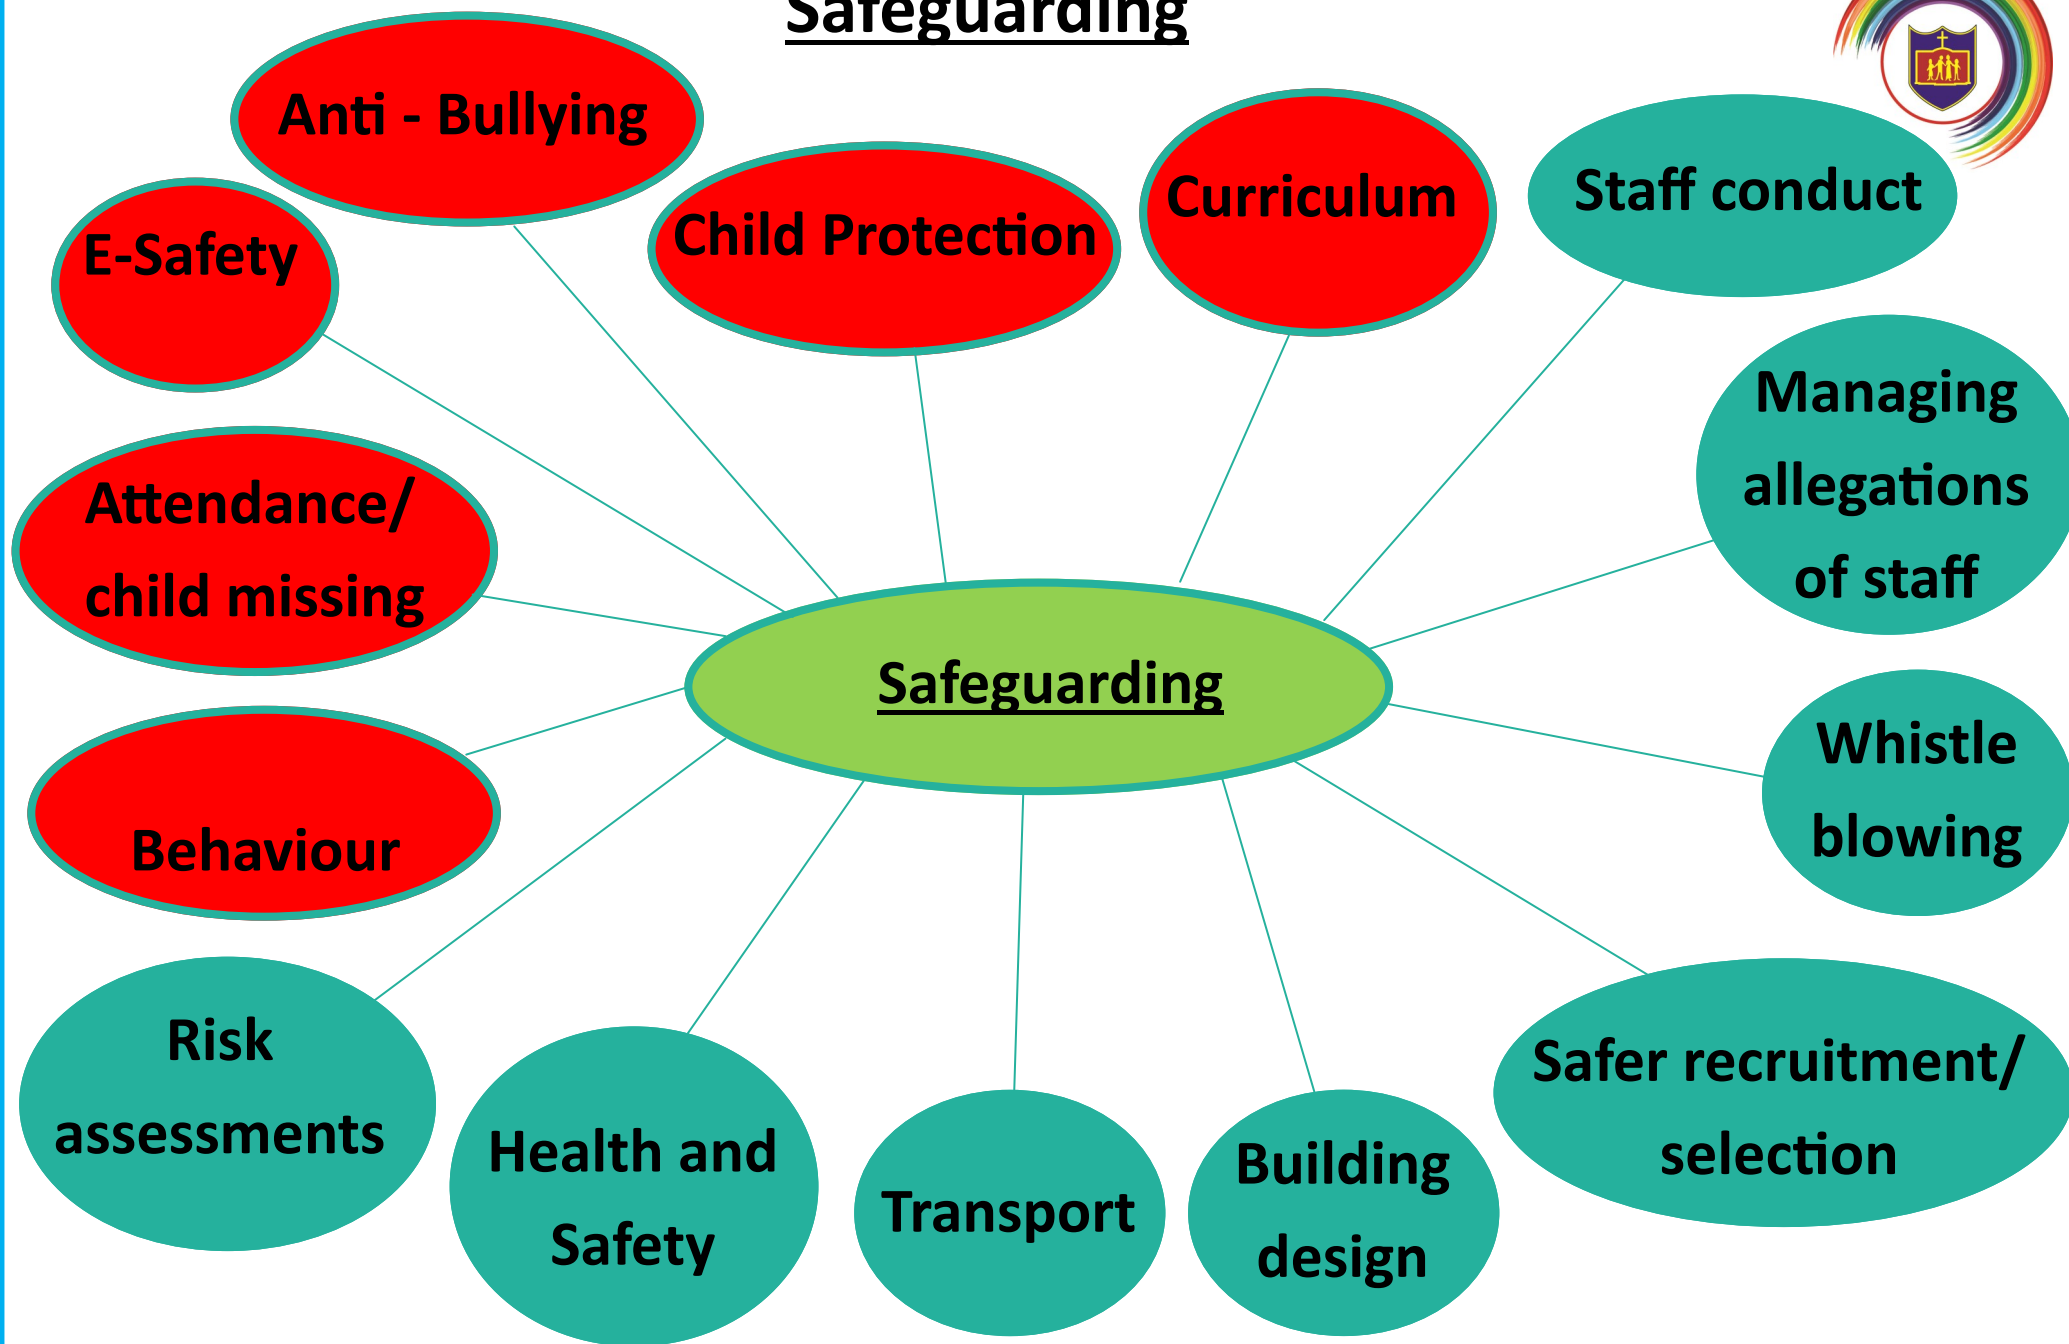 Safeguarding
Anti - Bullying
Child Protection
Curriculum
Staff conduct
E-Safety
Managing
allegations
of staff
Attendance/
child missing
Safeguarding
Whistle
blowing
Behaviour
Risk
assessments
Health and
Safety
Transport
Building
design
Safer recruitment/
selection